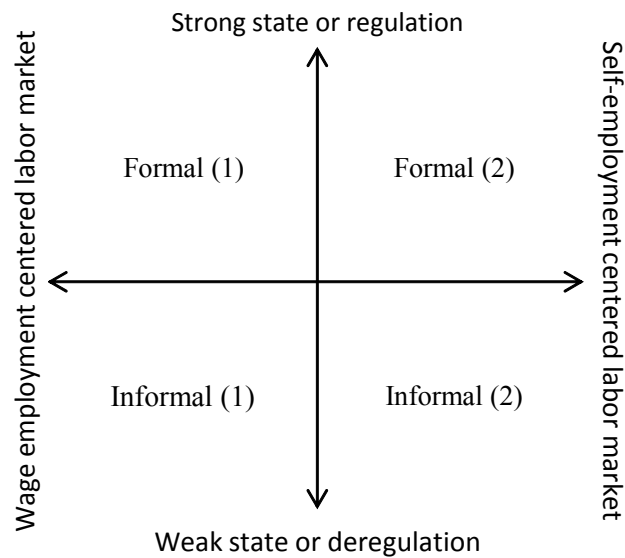 Strong state or regulation
Wage employment centered labor market
Self-employment centered labor market
Formal (1)
Formal (2)
Informal (1)
Informal (2)
Weak state or deregulation